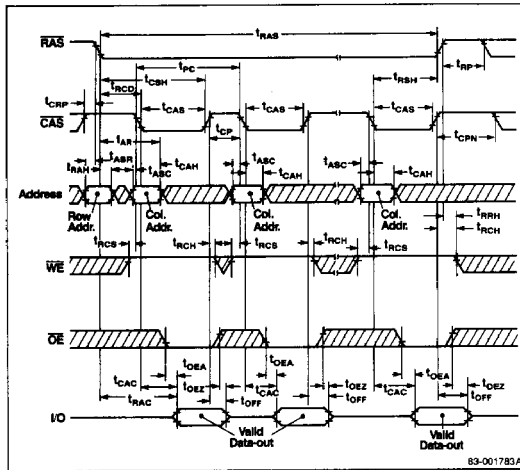 RAS
tRAS
tPC
tCSH
tRCD
tRSH
tRP
tCRP
CAS
tCAS
tCP
tCAS
tCAS
tCPN
tAR
tASR
tRAH
tASC
tCAH
tASC
tCAH
tASC
tCAH
Address
Row
Addr.
Col.
Addr.
Col.
Addr.
Col.
Addr.
tRRH
tRCH
tRCS
tRCH
tRCS
tRCH
tRCS
WE
OE
tOEA
tOEA
tOEA
tCAC
tOEZ
tCAC
tOEZ
tCAC
tOEZ
tRAC
tOFF
tOFF
tOFF
I/O
Valid
Data-out
Valid
Data-out
83-001783A